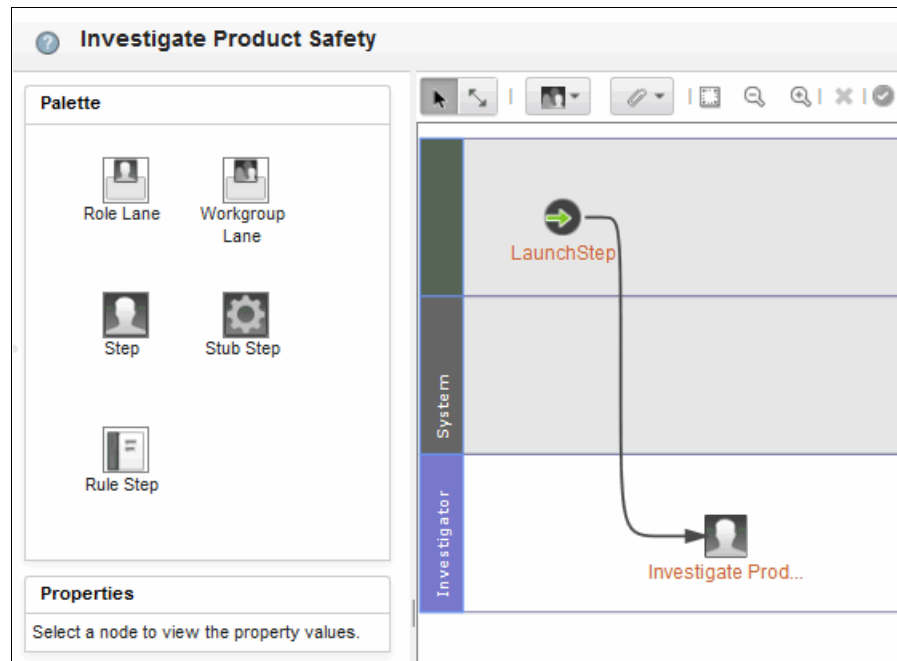 Investigate Product Safety
Palette
Role Lane
Workgroup
Lane
Step
Stub Step
Rule Step
Properties
Select a node to view the property values.
LaunchStep
System
Investigator
Investigate Prod...